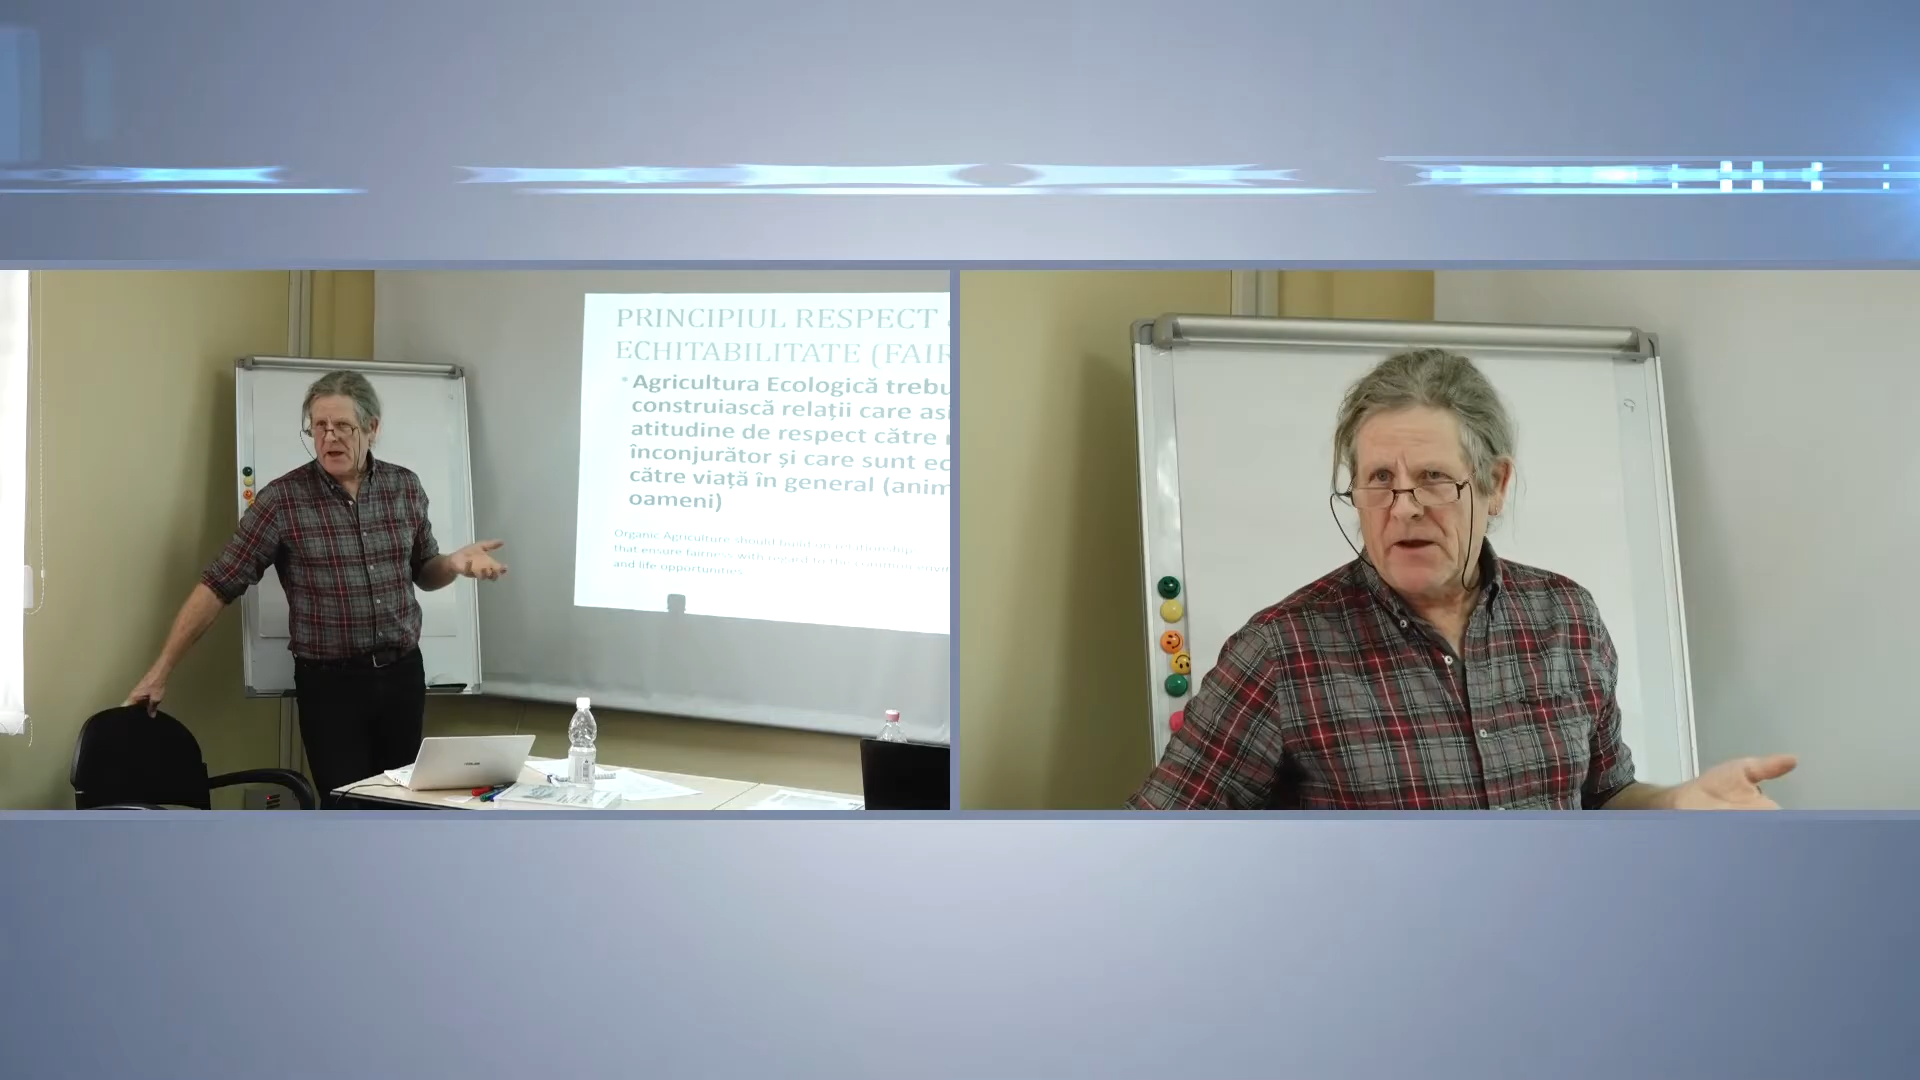 PRINCIPIUL RESPECT
ECHITABILITATE (FAIR
Agricultura Ecologică trebu
construiască relații care asi
atitudine de respect către
înconjurător și care sunt ec
către viață în general (anim
oameni)
Organic Agriculture should build on relationship
that ensure fairness with regard to the common envir
and life opportunities